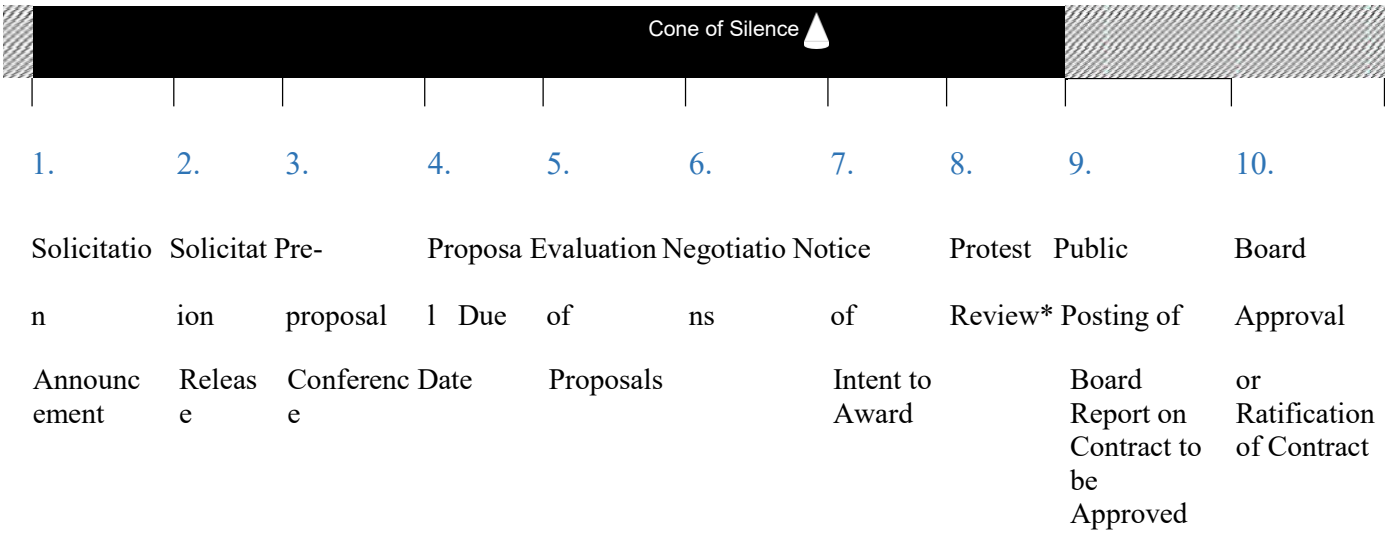 Cone of Silence
1. 2. 3. 4. 5. 6. 7. 8. 9. 10.
Solicitatio Solicitat Pre- Proposa Evaluation Negotiatio Notice Protest Public Board
n ion proposal l Due of ns of Review* Posting of Approval
Announc Releas Conferenc Date Proposals Intent to Board or
ement e e Award Report on Ratification
Contract to of Contract
be
Approved